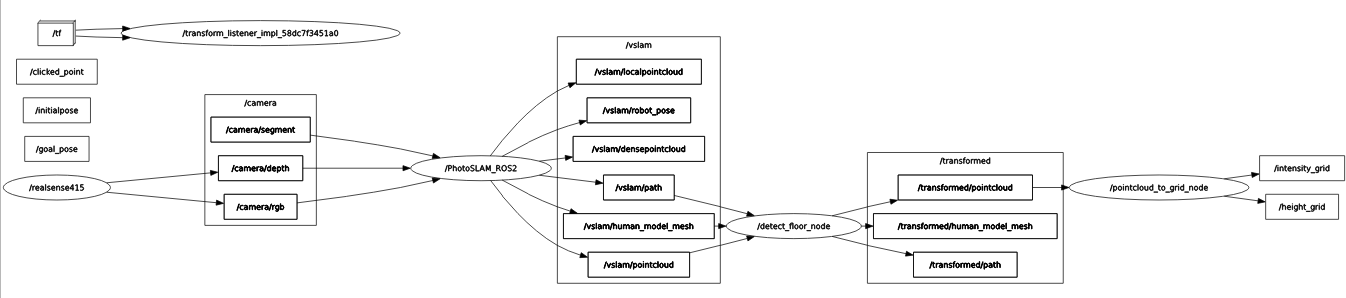 /tf
/transform_listener_impl_58dc7f3451a0
/clicked_point
/initialpose
/goal_pose
/realsense415
/camera
/camera/segment
/camera/depth
/camera/rgb
/PhotoSLAM_ROS2
/vslam
/vslam/localpointcloud
/vslam/robot_pose
/vslam/densepointcloud
/vslam/path
/vslam/human_model_mesh
/vslam/pointcloud
/detect_floor_node
/transformed
/transformed/pointcloud
/transformed/human_model_mesh
/transformed/path
/pointcloud_to_grid_node
/intensity_grid
/height_grid